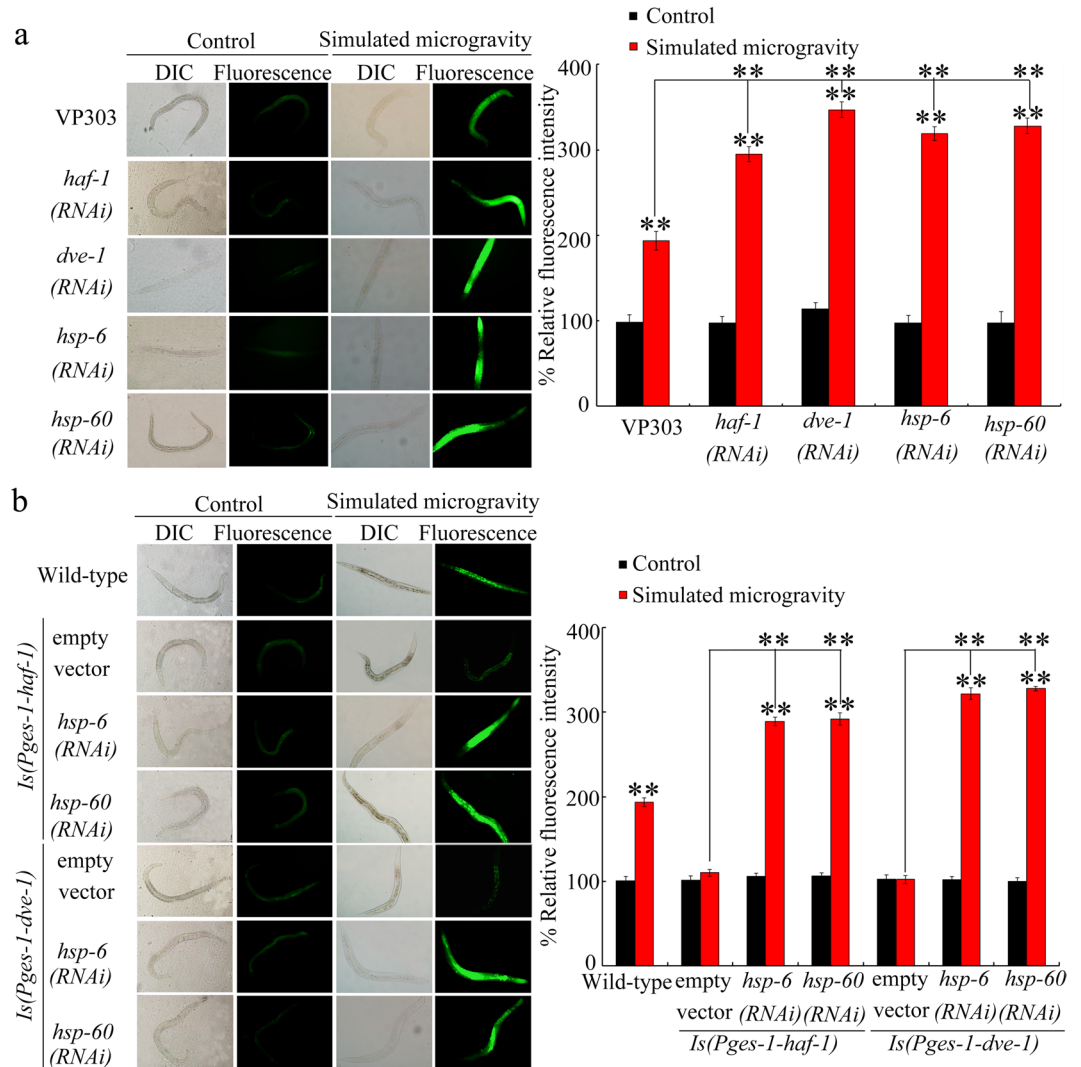 a
Control
Simulated microgravity
DIC
Fluorescence
DIC
Fluorescence
VP303
haf-1
(RNAi)
dve-1
(RNAi)
hsp-6
(RNAi)
hsp-60
(RNAi)
Control
Simulated microgravity
% Relative fluorescence intensity
400
300
200
100
0
** ** ** **
** ** ** ** **
VP303
haf-1
(RNAi)
dve-1
(RNAi)
hsp-6
(RNAi)
hsp-60
(RNAi)
b
Control
Simulated microgravity
DIC
Fluorescence
DIC
Fluorescence
Wild-type
Is(Pges-1-haf-1)
empty
vector
hsp-6
(RNAi)
hsp-60
(RNAi)
Is(Pges-1-dve-1)
empty
vector
hsp-6
(RNAi)
hsp-60
(RNAi)
Control
Simulated microgravity
% Relative fluorescence intensity
400
300
200
100
0
** ** ** **
** ** ** ** **
Wild-type
empty
vector
hsp-6
(RNAi)
hsp-60
(RNAi)
Is(Pges-1-haf-1)
empty
vector
hsp-6
(RNAi)
hsp-60
(RNAi)
Is(Pges-1-dve-1)